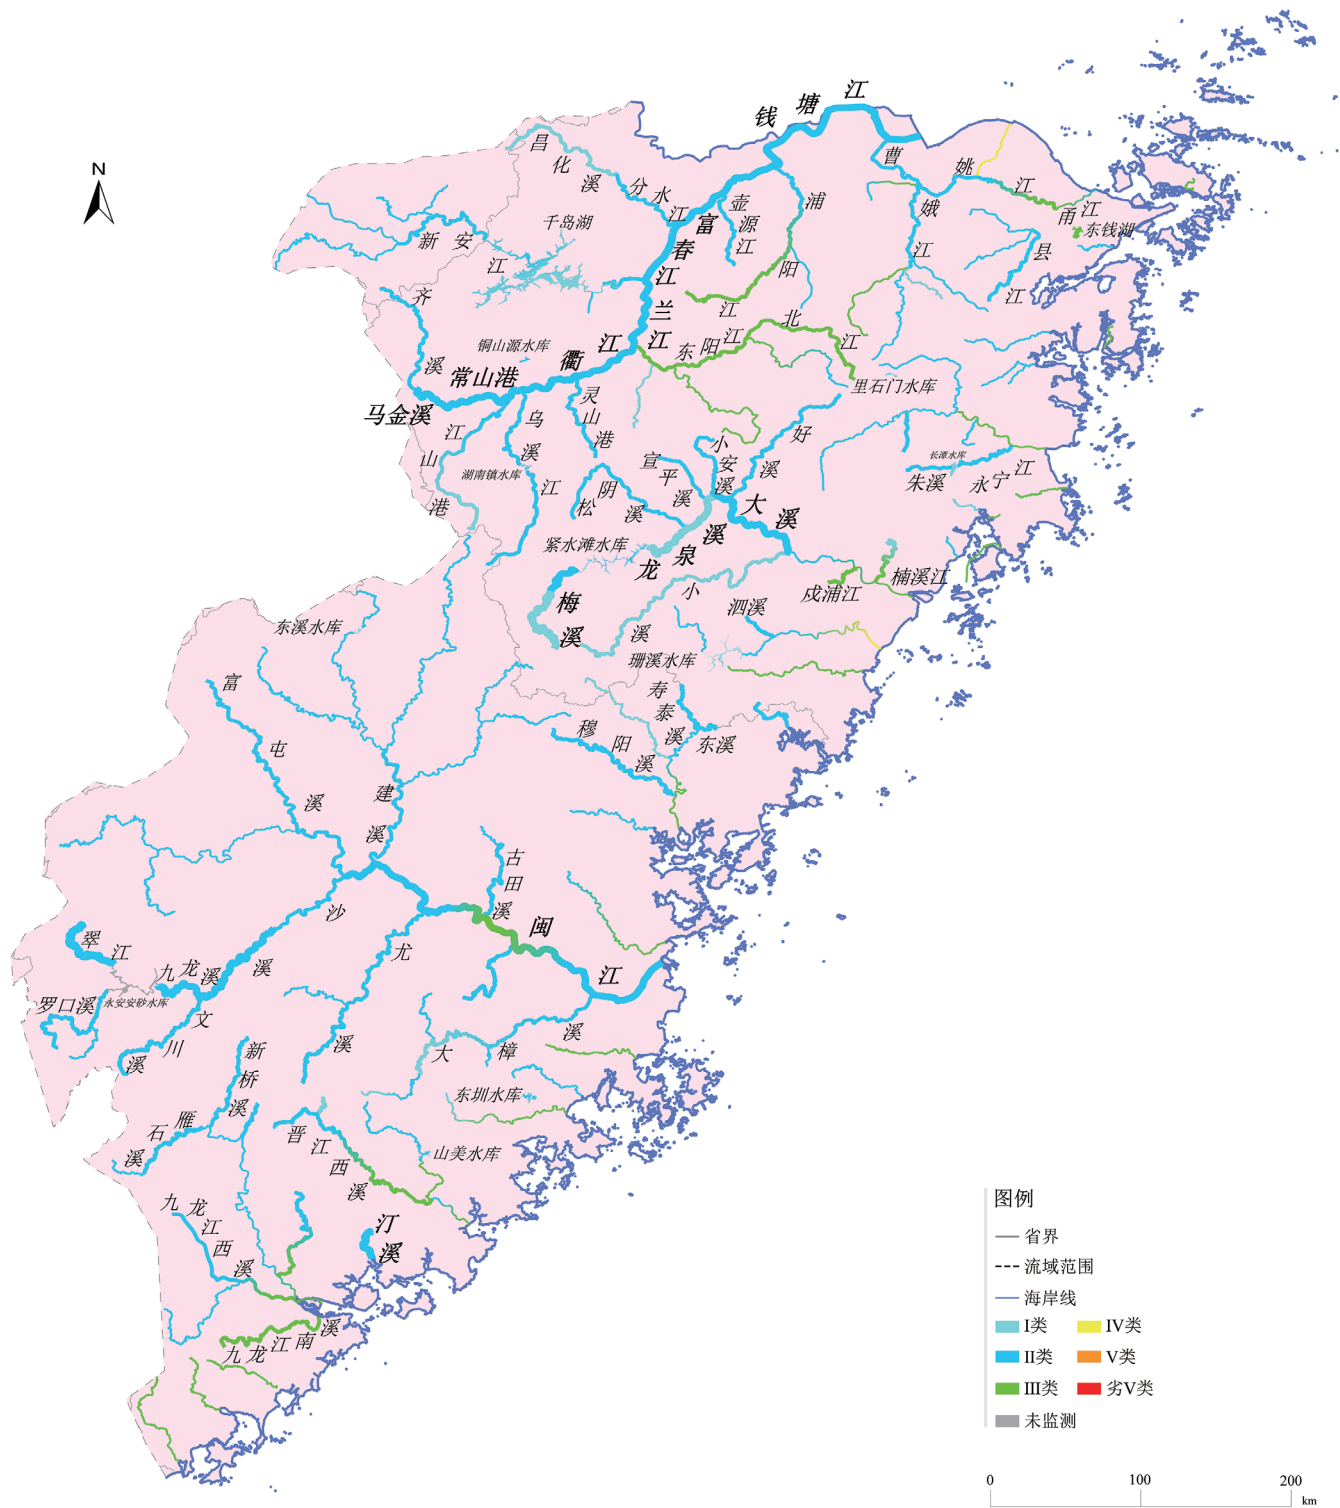 钱塘江
昌化溪
分水江
千岛湖
新安江
富春江
壶源江
浦阳江
曹娥江
姚江
甬江
东钱湖
县江
齐溪
铜山源水库
兰江
衢江
常山港
马金溪
江山港
乌溪江
湖南镇水库
灵山港
东阳江
北江
里石门水库
好溪
小安溪
宣平溪
松阴溪
大溪
长潭水库
朱溪
永宁江
紧水滩水库
龙泉溪
梅溪
小溪
戍浦江
楠溪江
泗溪
珊溪水库
东溪水库
寿泰溪
东溪
穆阳溪
富屯溪
建溪
古田溪
沙溪
闽江
尤溪
翠江
九龙溪
永安安砂水库
罗口溪
文川溪
大樟溪
新桥溪
石雁溪
东圳水库
山美水库
晋江西溪
汀溪
九龙江西溪
九龙江南溪
N
图例
省界
流域范围
海岸线
I类
IV类
II类
V类
III类
劣V类
未监测
0 100 200
km